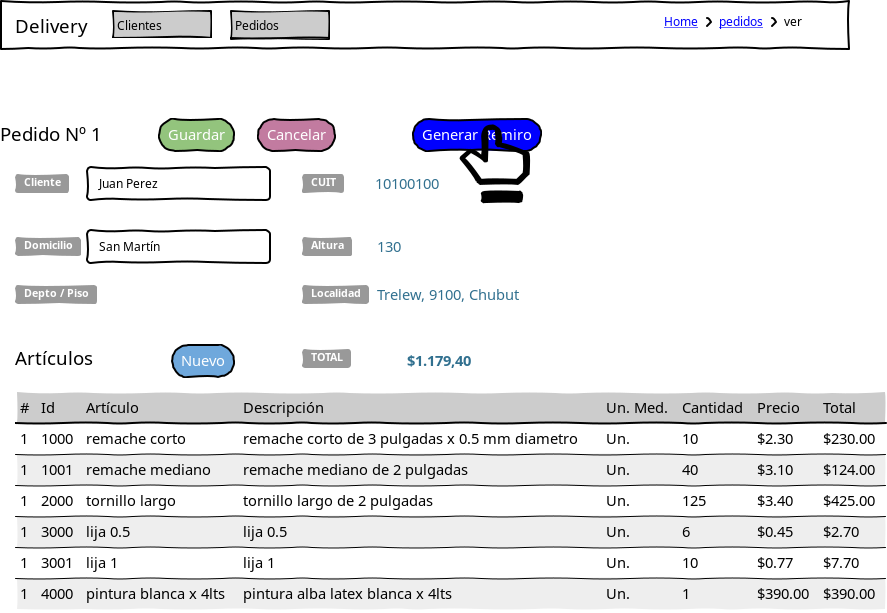 Delivery Clientes Pedidos Home pedidos ver
Pedido Nº 1 Guardar Cancelar Generar Remiro
Cliente Juan Perez CUIT 10100100
Domicilio San Martín Altura 130
Depto / Piso Localidad Trelew, 9100, Chubut
Artículos Nuevo TOTAL $1.179,40
# Id Artículo Descripción Un. Med. Cantidad Precio Total
1 1000 remache corto remache corto de 3 pulgadas x 0.5 mm diametro Un. 10 $2.30 $230.00
1 1001 remache mediano remache mediano de 2 pulgadas Un. 40 $3.10 $124.00
1 2000 tornillo largo tornillo largo de 2 pulgadas Un. 125 $3.40 $425.00
1 3000 lija 0.5 lija 0.5 Un. 6 $0.45 $2.70
1 3001 lija 1 lija 1 Un. 10 $0.77 $7.70
1 4000 pintura blanca x 4lts pintura alba latex blanca x 4lts Un. 1 $390.00 $390.00